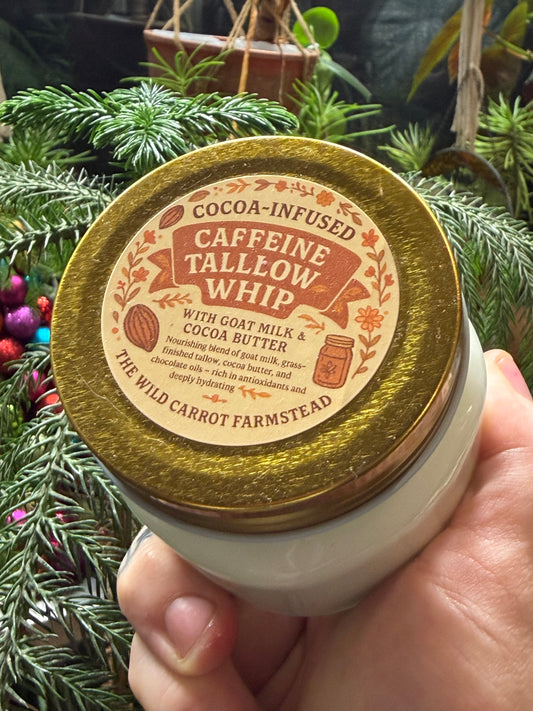 COCOA-INFUSED
CAFFEINE
TALLŁOW
WHIP
WITH GOAT MILK &
COCOA BUTTER
Nourishing blend of goat milk, grass-
finished tallow, cocoa butter, and
chocolate oils – rich in antioxidants and
deeply hydrating
THE WILD CARROT FARMSTEAD